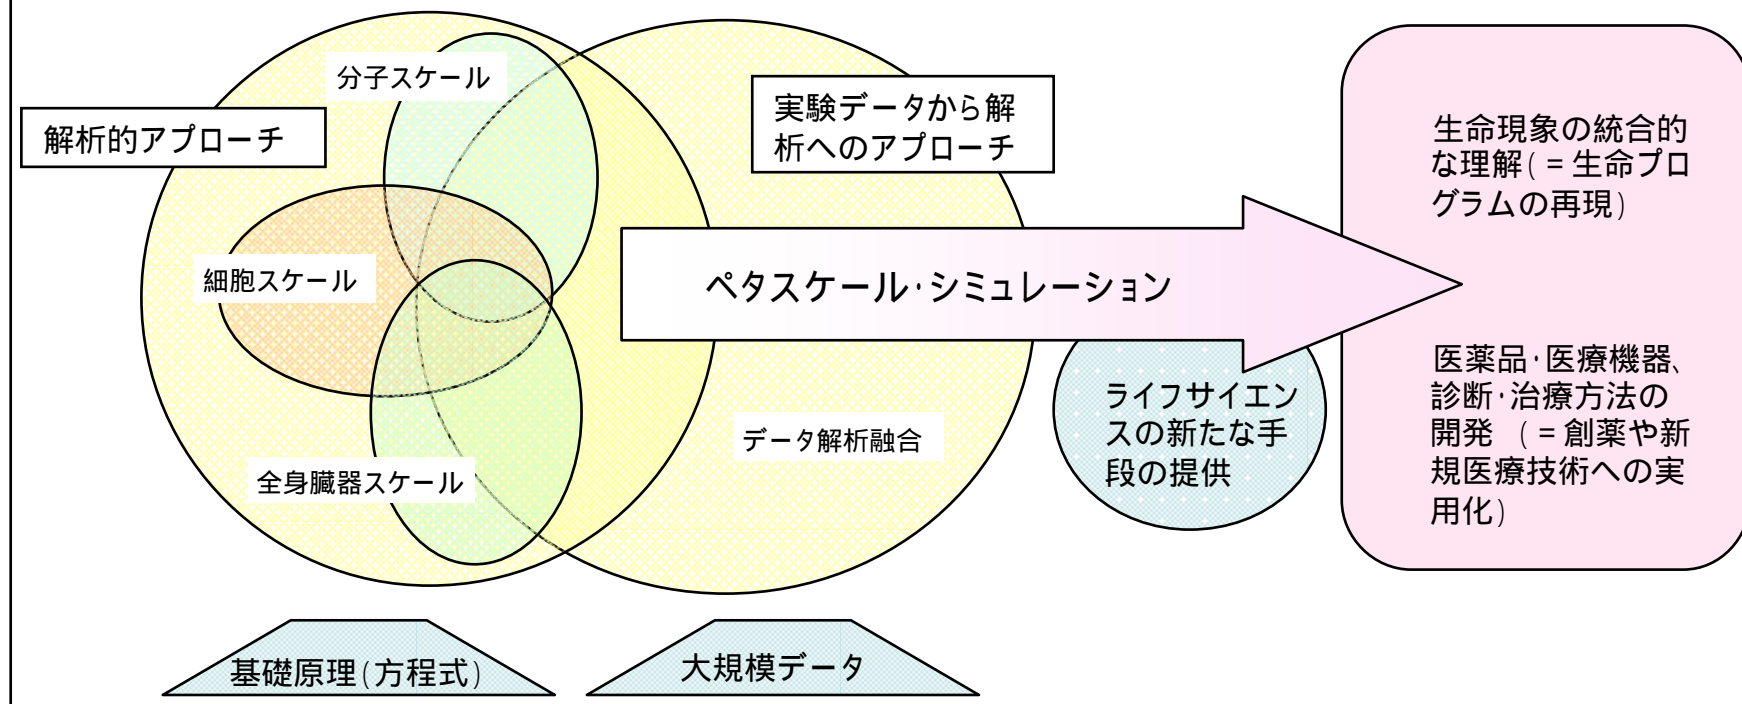 分子スケール
解析的アプローチ
実験データから解
析へのアプローチ
細胞スケール
ペタスケール・シミュレーション
データ解析融合
全身臓器スケール
ライフサイエン
スの新たな手
段の提供
生命現象の統合的
な理解(=生命プロ
グラムの再現)
医薬品・医療機器、
診断・治療方法の
開発 (=創薬や新
規医療技術への実
用化)
基礎原理(方程式)
大規模データ